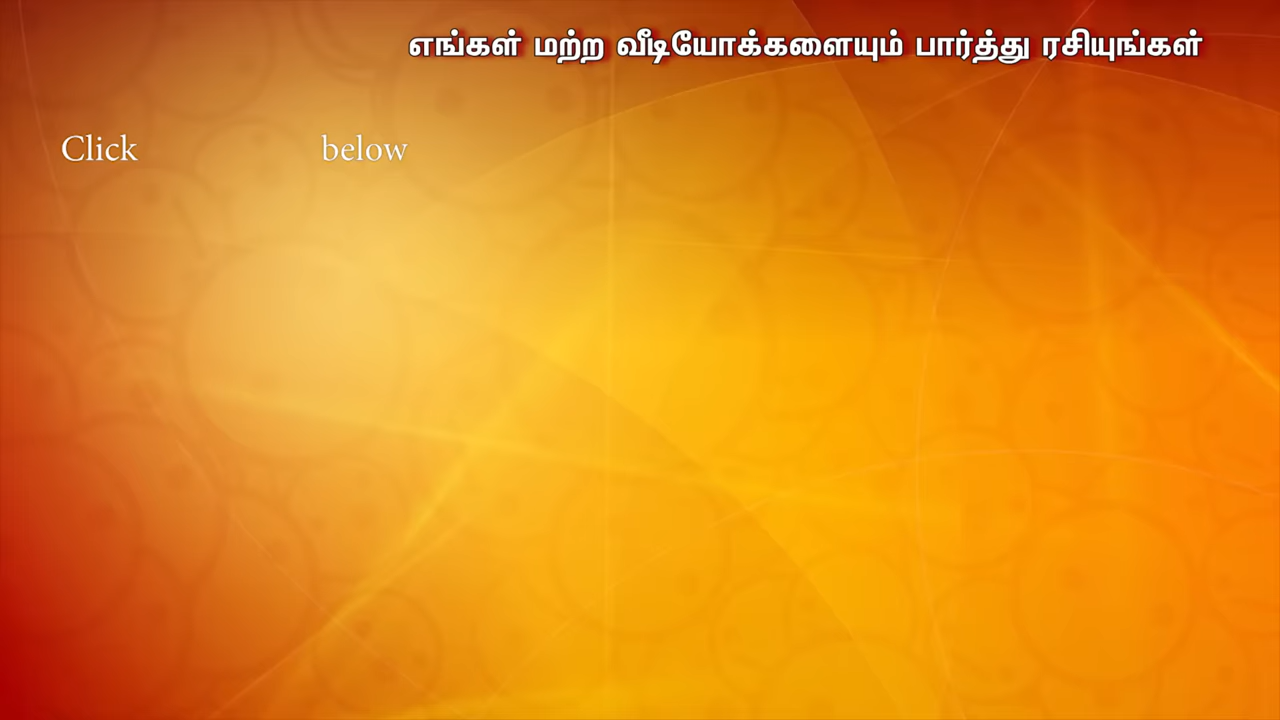 எங்கள் மற்ற வீடியோக்களையும் பார்த்து ரசியுங்கள்
Click below